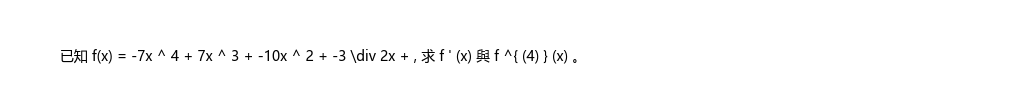 已知 f(x) = -7x ^ 4 + 7x ^ 3 + -10x ^ 2 + -3 \div 2x + , 求 f ' (x) 與 f ^{ (4) } (x) 。